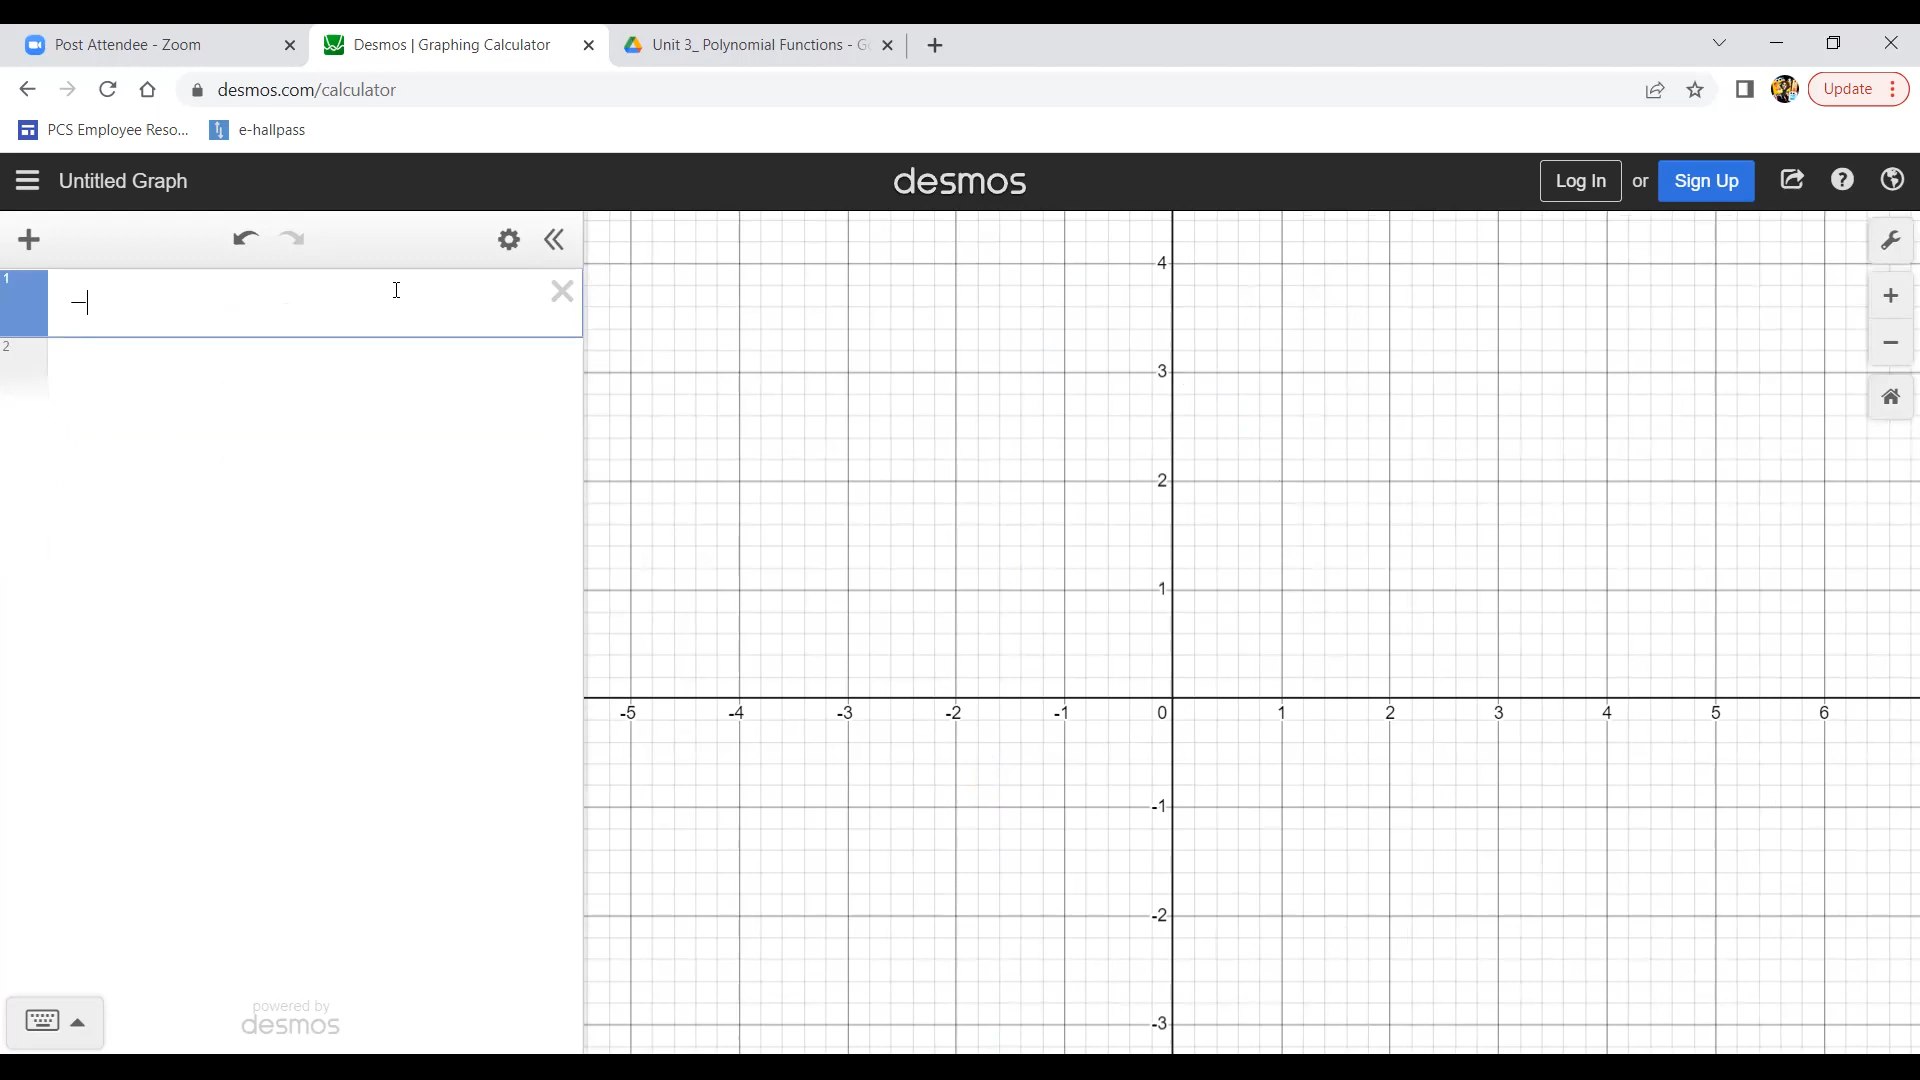 Post Attendee - Zoom
Desmos | Graphing Calculator
Unit 3_ Polynomial Functions - G
desmos.com/calculator
Update
PCS Employee Reso...
e-hallpass
Untitled Graph
desmos
Log In or Sign Up
1
−
2
4
3
2
1
-5 -4 -3 -2 -1 0 1 2 3 4 5 6
-1
-2
-3
powered by
desmos